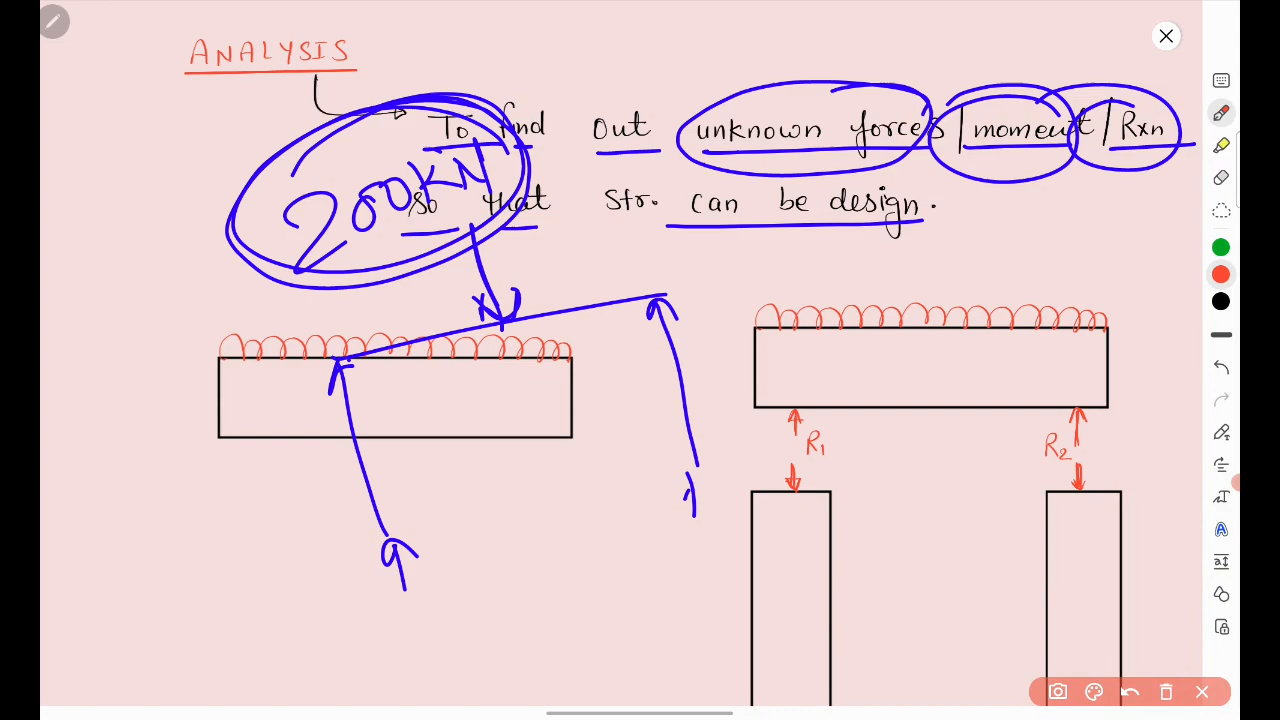 ANALYSIS
To find out unknown forces / moment / Rxn
200KN
so that Str. can be design.
R1
R2